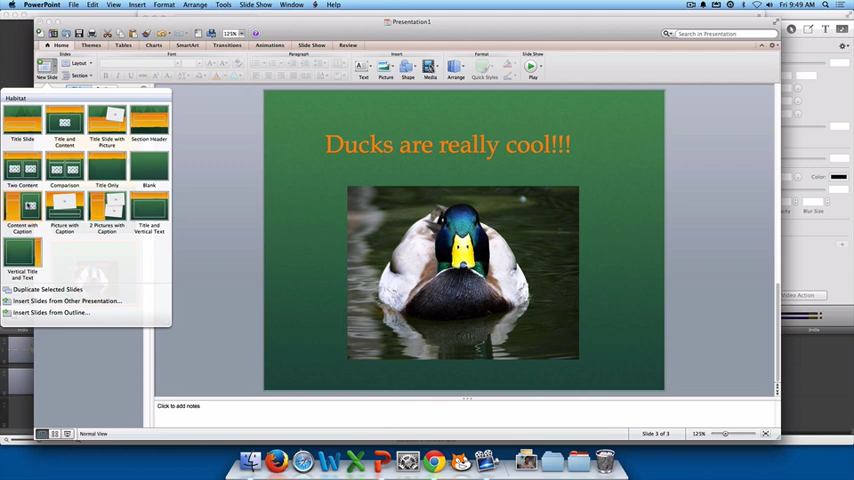 PowerPoint File Edit View Insert Format Arrange Tools Slide Show Window Help
Fri 9:49 AM
Presentation1
125%
Search in Presentation
Home Themes Tables Charts SmartArt Transitions Animations Slide Show Review
Slides Font Paragraph Insert Format Slide Show
New Slide Layout Section Text Picture Shape Media Arrange Quick Styles Play
Habitat
Title Slide
Title and Content
Title Slide with Picture
Section Header
Two Content
Comparison
Title Only
Blank
Content with Caption
Picture with Caption
2 Pictures with Caption
Title and Vertical Text
Vertical Title and Text
Duplicate Selected Slides
Insert Slides from Other Presentation...
Insert Slides from Outline...
Ducks are really cool!!!
Color:
Blur Size
Click to add notes
Normal View
Slide 3 of 3
125%